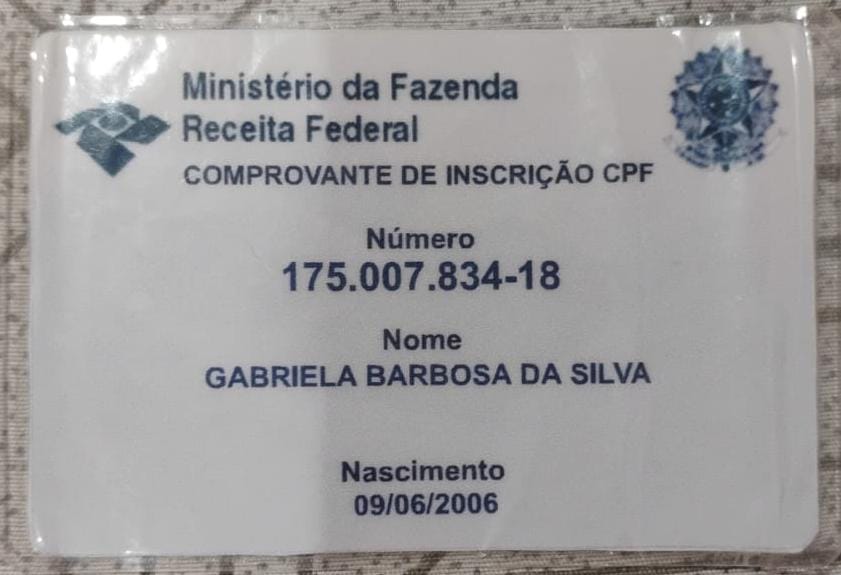 Ministério da Fazenda
Receita Federal
COMPROVANTE DE INSCRIÇÃO CPF
Número
175.007.834-18
Nome
GABRIELA BARBOSA DA SILVA
Nascimento
09/06/2006